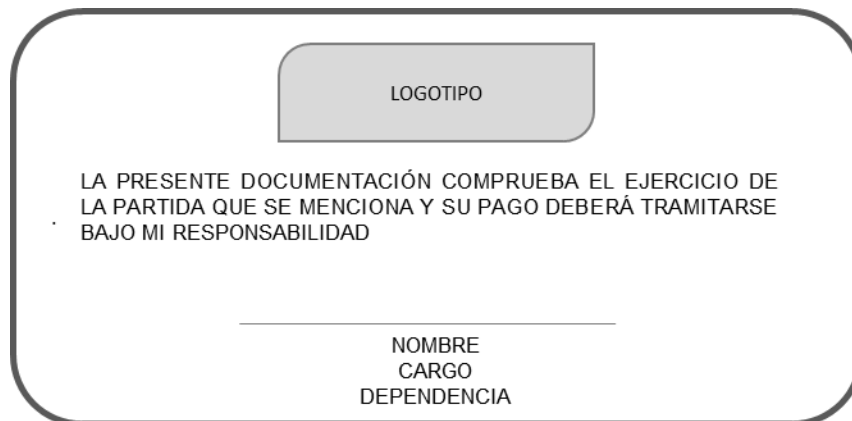 LOGOTIPO
LA PRESENTE DOCUMENTACIÓN COMPRUEBA EL EJERCICIO DE
LA PARTIDA QUE SE MENCIONA Y SU PAGO DEBERÁ TRAMITARSE
BAJO MI RESPONSABILIDAD
NOMBRE
CARGO
DEPENDENCIA